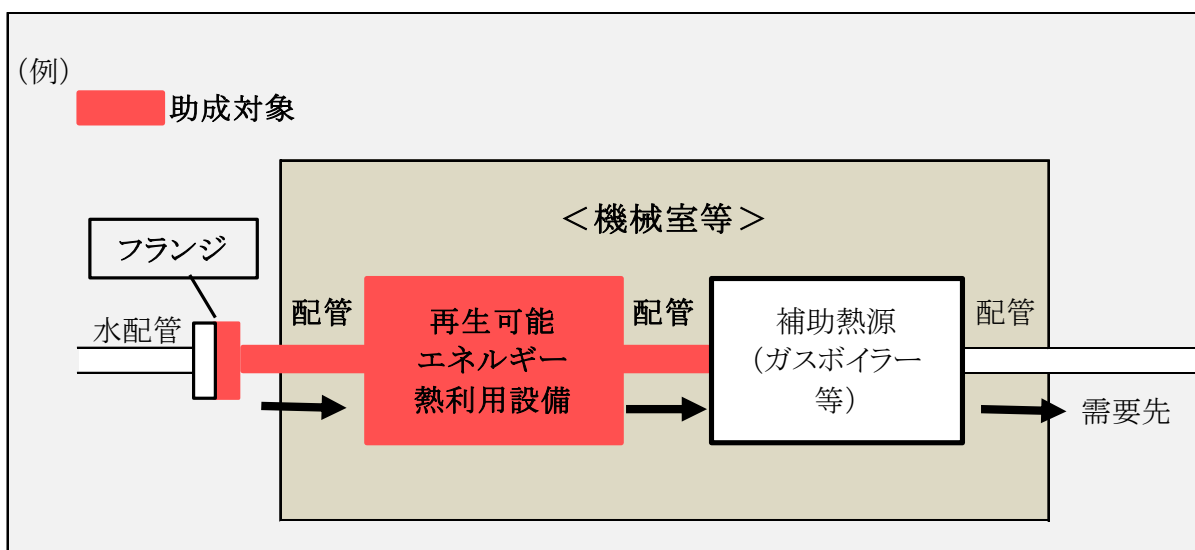 （例）
助成対象
＜機械室等＞
フランジ
水配管
配管
再生可能
エネルギー
熱利用設備
配管
補助熱源
（ガスボイラー
等）
配管
需要先